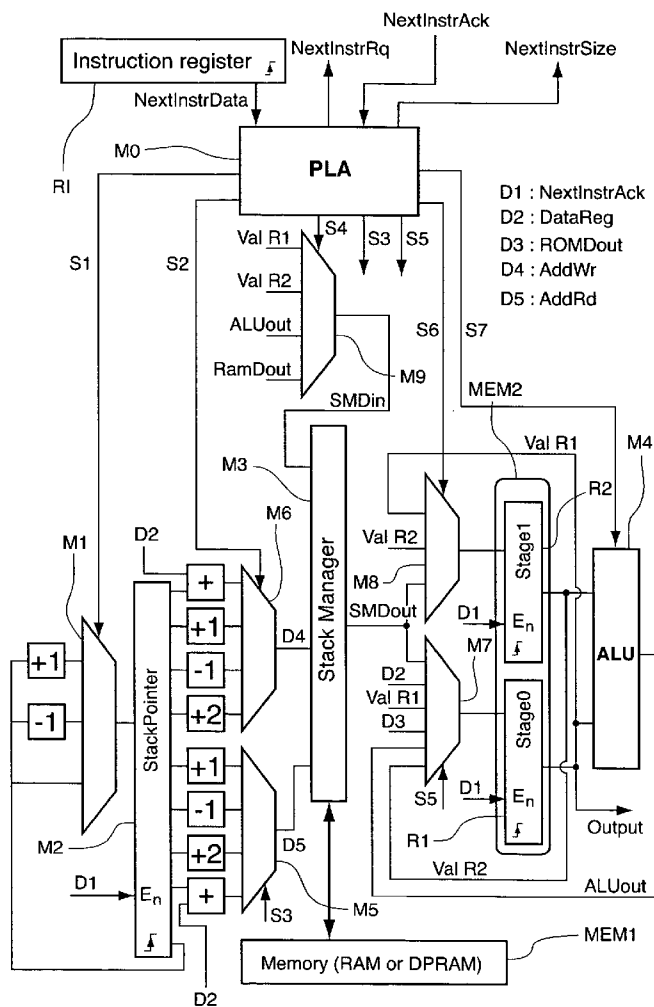 NextInstrAck
NextInstrRq
NextInstrSize
Instruction register
NextInstrData
M0
RI
PLA
D1 : NextInstrAck
D2 : DataReg
D3 : ROMDout
D4 : AddWr
D5 : AddRd
S1
S2
S4
S3
S5
S6
S7
Val R1
Val R2
ALUout
RamDout
M9
SMDin
MEM2
Val R1
M4
M3
M6
R2
D2
M1
Val R2
M8
Stage1
+
+1
-1
+2
D4
Stack Manager
SMDout
D1
En
ALU
M7
+1
-1
StackPointer
D2
Val R1
D3
Stage0
+1
-1
+2
+
D5
S5
D1
En
R1
Output
M2
D1
En
S3
M5
Val R2
ALUout
D2
Memory (RAM or DPRAM)
MEM1